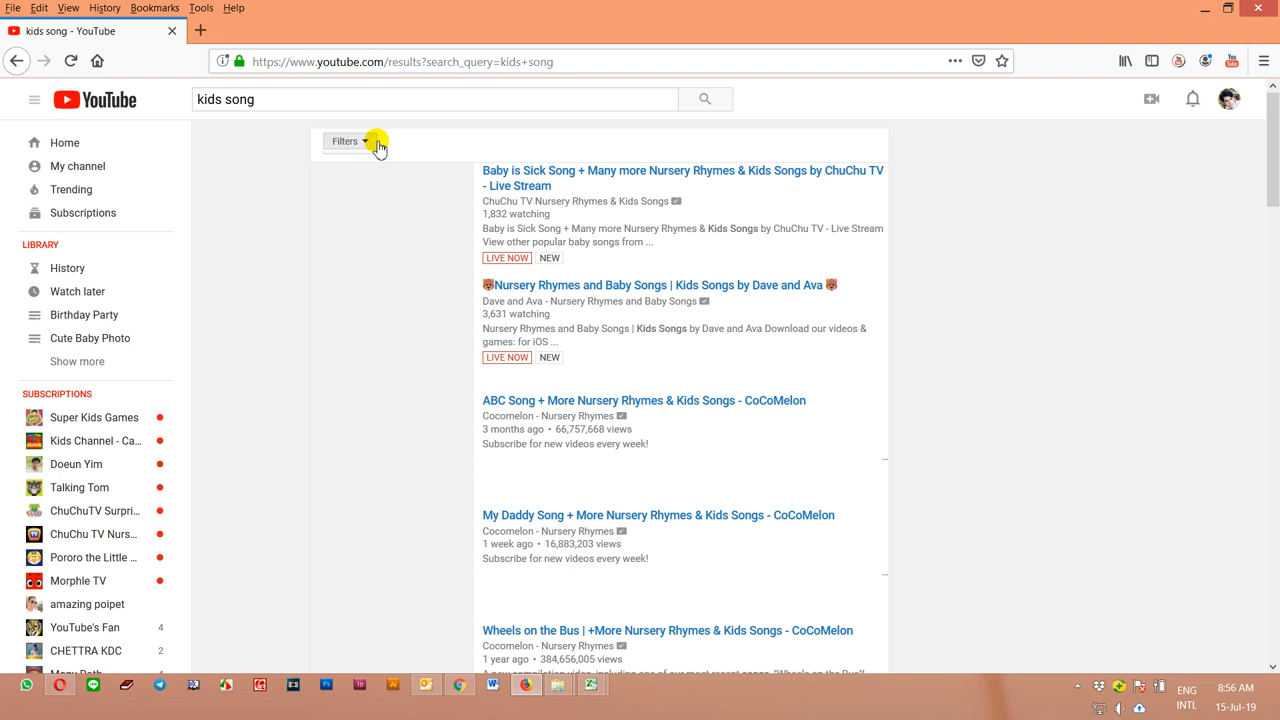 File Edit View History Bookmarks Tools Help
kids song - YouTube
https://www.youtube.com/results?search_query=kids+song
YouTube
kids song
Home
My channel
Trending
Subscriptions
LIBRARY
History
Watch later
Birthday Party
Cute Baby Photo
Show more
SUBSCRIPTIONS
Super Kids Games
Kids Channel - Ca...
Doeun Yim
Talking Tom
ChuChuTV Surpri...
ChuChu TV Nurs...
Pororo the Little ...
Morphle TV
amazing poipet
YouTube's Fan 4
CHETTRA KDC 2
Filters
Baby is Sick Song + Many more Nursery Rhymes & Kids Songs by ChuChu TV
- Live Stream
ChuChu TV Nursery Rhymes & Kids Songs
1,832 watching
Baby is Sick Song + Many more Nursery Rhymes & Kids Songs by ChuChu TV - Live Stream
View other popular baby songs from ...
LIVE NOW NEW
🐻Nursery Rhymes and Baby Songs | Kids Songs by Dave and Ava 🐻
Dave and Ava - Nursery Rhymes and Baby Songs
3,631 watching
Nursery Rhymes and Baby Songs | Kids Songs by Dave and Ava Download our videos &
games: for iOS ...
LIVE NOW NEW
ABC Song + More Nursery Rhymes & Kids Songs - CoCoMelon
Cocomelon - Nursery Rhymes
3 months ago • 66,757,668 views
Subscribe for new videos every week!
...
My Daddy Song + More Nursery Rhymes & Kids Songs - CoCoMelon
Cocomelon - Nursery Rhymes
1 week ago • 16,883,203 views
Subscribe for new videos every week!
...
Wheels on the Bus | +More Nursery Rhymes & Kids Songs - CoCoMelon
Cocomelon - Nursery Rhymes
1 year ago • 384,656,005 views
ENG
INTL
8:56 AM
15-Jul-19